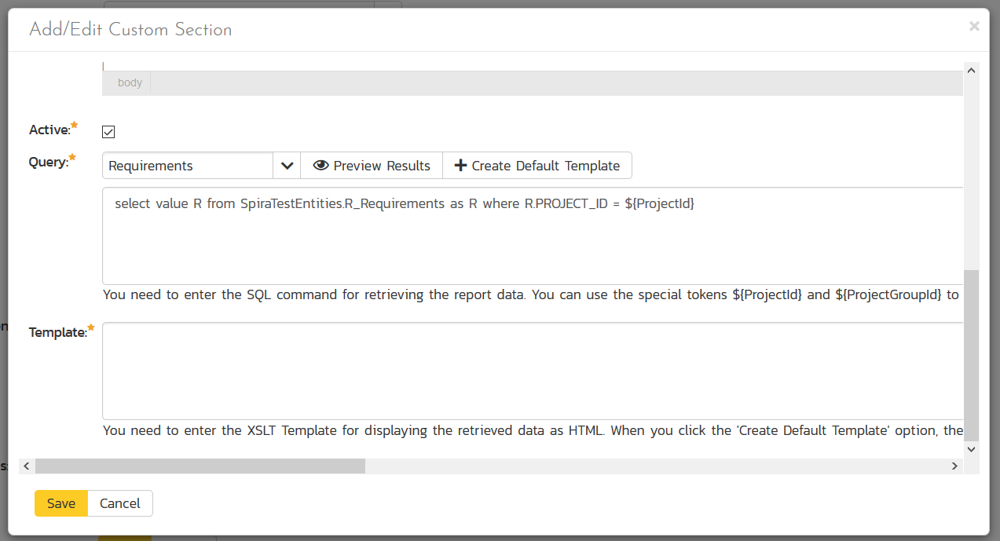 Add/Edit Custom Section
×
body
Active:*
Query:*
Requirements
Preview Results
+ Create Default Template
select value R from SpiraTestEntities.R_Requirements as R where R.PROJECT_ID = ${ProjectId}
You need to enter the SQL command for retrieving the report data. You can use the special tokens ${ProjectId} and ${ProjectGroupId} to
Template:*
You need to enter the XSLT Template for displaying the retrieved data as HTML. When you click the 'Create Default Template' option, the
Save
Cancel